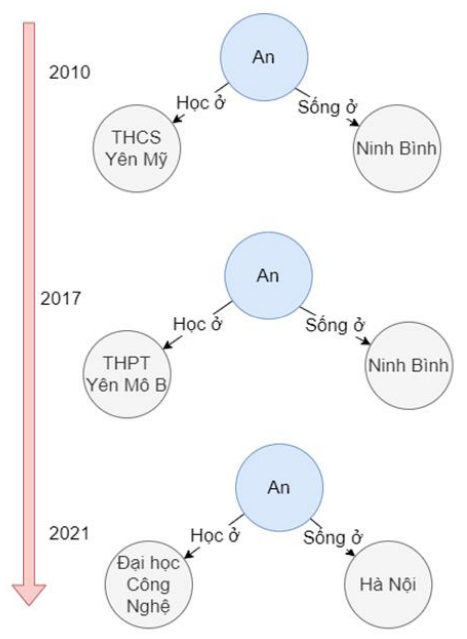 2010
An
Học ở
Sống ở
THCS
Yên Mỹ
Ninh Bình
2017
An
Học ở
Sống ở
THPT
Yên Mô B
Ninh Bình
2021
An
Học ở
Sống ở
Đại học
Công
Nghệ
Hà Nội